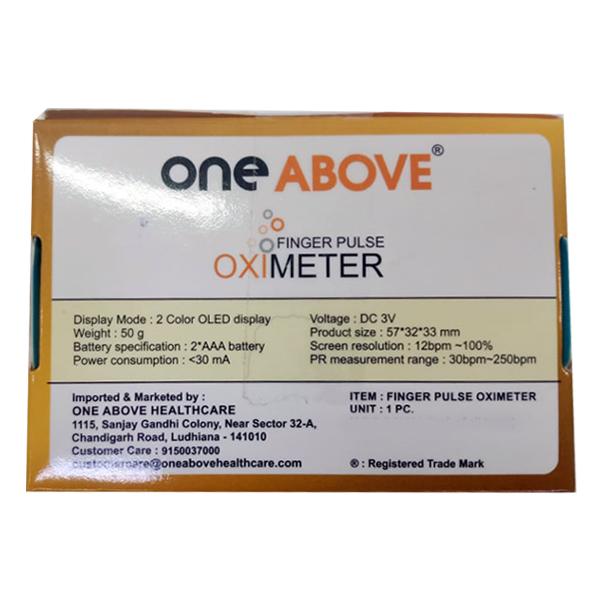 one ABOVE®
FINGER PULSE
OXIMETER
Display Mode : 2 Color OLED display
Weight : 50 g
Battery specification : 2*AAA battery
Power consumption : <30 mA
Voltage : DC 3V
Product size : 57*32*33 mm
Screen resolution : 12bpm ~100%
PR measurement range : 30bpm~250bpm
Imported & Marketed by :
ONE ABOVE HEALTHCARE
1115, Sanjay Gandhi Colony, Near Sector 32-A,
Chandigarh Road, Ludhiana - 141010
Customer Care : 9150037000
customercare@oneabovehealthcare.com
ITEM : FINGER PULSE OXIMETER
UNIT : 1 PC.
® : Registered Trade Mark